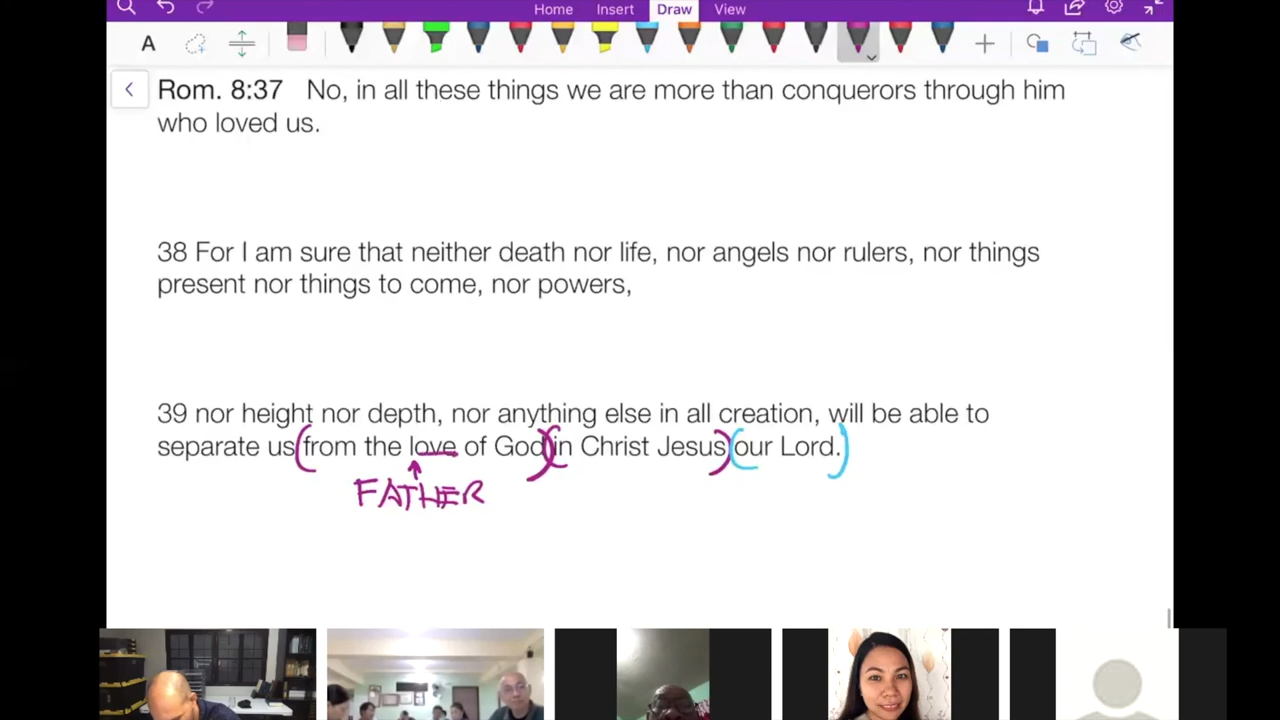 Home Insert Draw View
A
Rom. 8:37 No, in all these things we are more than conquerors through him
who loved us.
38 For I am sure that neither death nor life, nor angels nor rulers, nor things
present nor things to come, nor powers,
39 nor height nor depth, nor anything else in all creation, will be able to
separate us (from the love of God) (in Christ Jesus) (our Lord.)
FATHER